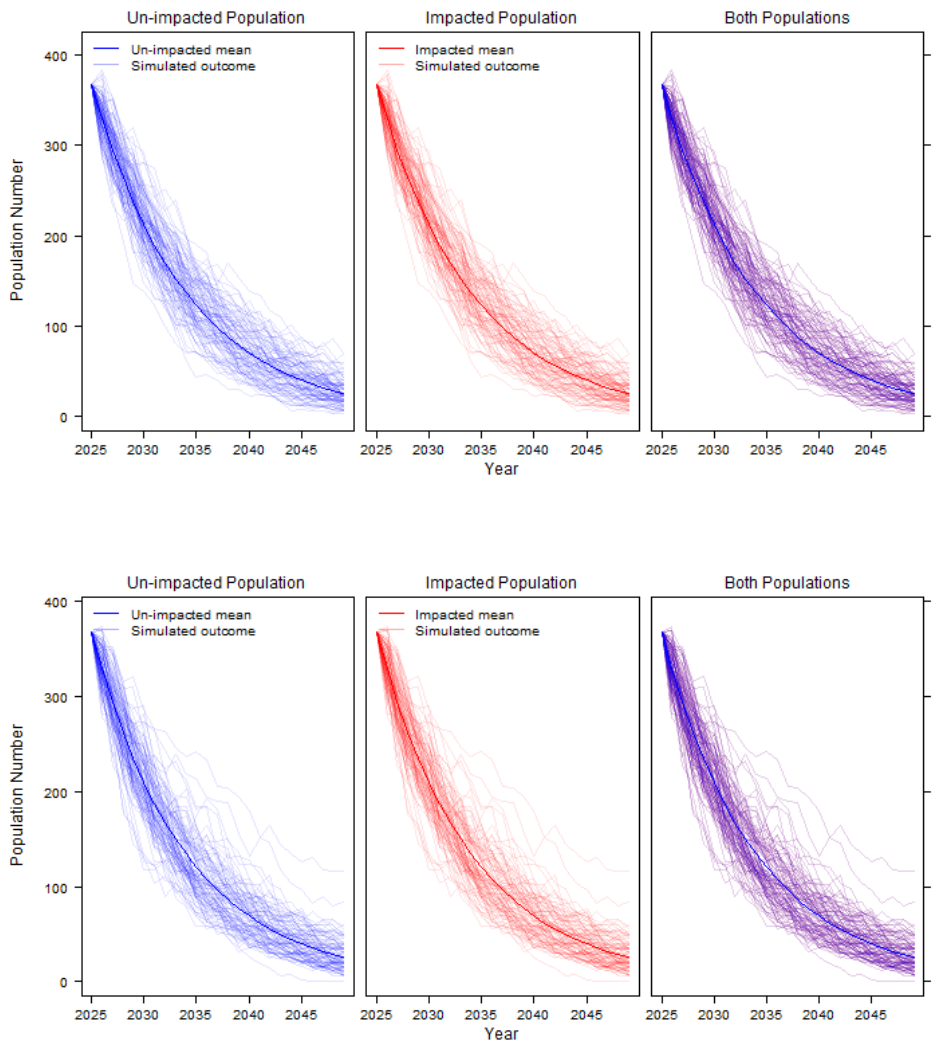 Un-impacted Population Impacted Population Both Populations
Un-impacted mean Impacted mean
Simulated outcome Simulated outcome
400
300
200
100
0
Population Number
2025 2030 2035 2040 2045 2025 2030 2035 2040 2045 2025 2030 2035 2040 2045
Year
Un-impacted Population Impacted Population Both Populations
Un-impacted mean Impacted mean
Simulated outcome Simulated outcome
400
300
200
100
0
Population Number
2025 2030 2035 2040 2045 2025 2030 2035 2040 2045 2025 2030 2035 2040 2045
Year